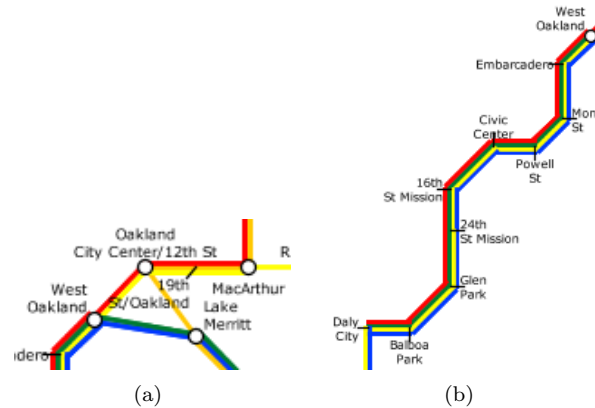 West
Oakland
Embarcadero
Mon
St
Civic
Center
Powell
St
16th
St Mission
24th
St Mission
Glen
Park
Daly
City
Balboa
Park
Oakland
City Center/12th St
R
19th
St/Oakland
MacArthur
West
Oakland
Lake
Merritt
adero
(a)
(b)